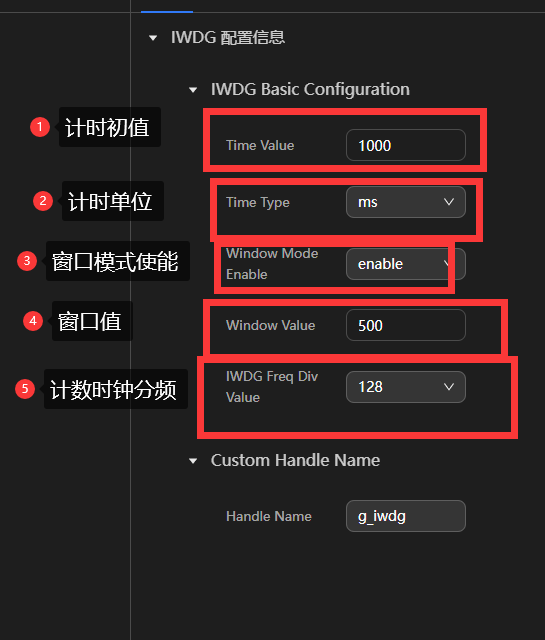 IWDG 配置信息
IWDG Basic Configuration
1 计时初值
Time Value 1000
2 计时单位
Time Type ms
3 窗口模式使能
Window Mode
Enable enable
4 窗口值
Window Value 500
5 计数时钟分频
IWDG Freq Div
Value 128
Custom Handle Name
Handle Name g_iwdg